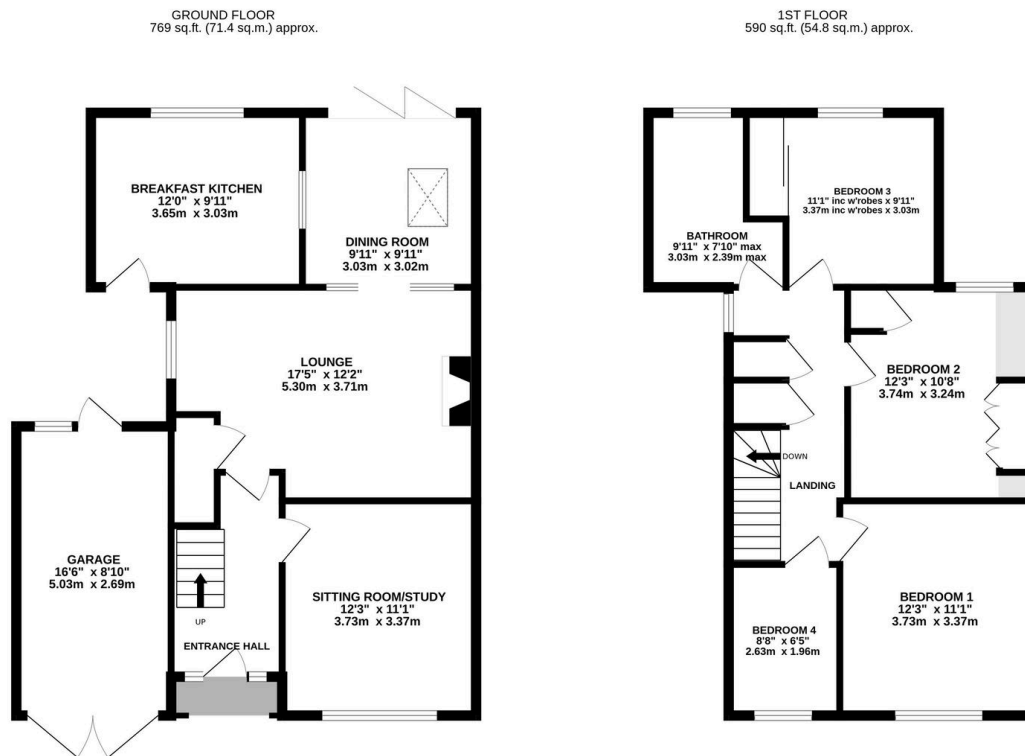 GROUND FLOOR
769 sq.ft. (71.4 sq.m.) approx.
1ST FLOOR
590 sq.ft. (54.8 sq.m.) approx.
BREAKFAST KITCHEN
12'0" x 9'11"
3.65m x 3.03m
DINING ROOM
9'11" x 9'11"
3.03m x 3.02m
LOUNGE
17'5" x 12'2"
5.30m x 3.71m
GARAGE
16'6" x 8'10"
5.03m x 2.69m
UP
ENTRANCE HALL
SITTING ROOM/STUDY
12'3" x 11'1"
3.73m x 3.37m
BEDROOM 3
11'1" inc w'robes x 9'11"
3.37m inc w'robes x 3.03m
BATHROOM
9'11" x 7'10" max
3.03m x 2.39m max
BEDROOM 2
12'3" x 10'8"
3.74m x 3.24m
DOWN
LANDING
BEDROOM 1
12'3" x 11'1"
3.73m x 3.37m
BEDROOM 4
8'8" x 6'5"
2.63m x 1.96m